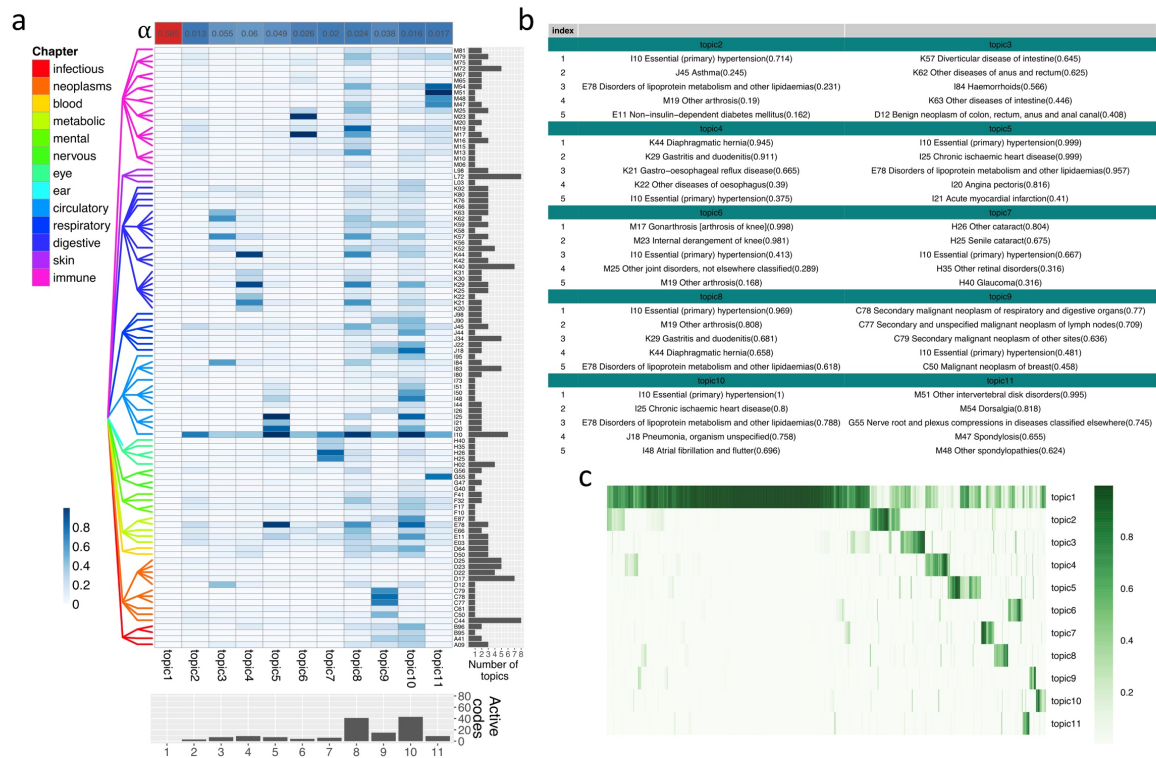 a
α
0.013
0.055
0.06
0.049
0.026
0.02
0.024
0.038
0.016
0.017
Chapter
infectious
neoplasms
blood
metabolic
mental
nervous
eye
ear
circulatory
respiratory
digestive
skin
immune
0.8
0.6
0.4
0.2
0
M81
M79
M75
M72
M67
M65
M54
M51
M48
M47
M25
M23
M20
M19
M17
M16
M15
M13
M10
M06
L98
L72
L03
K92
K80
K76
K66
K63
K62
K59
K58
K57
K56
K52
K44
K42
K40
K31
K30
K29
K25
K22
K21
K20
J98
J90
J45
J44
J34
J22
J18
I95
I84
I83
I80
I73
I51
I50
I48
I44
I26
I25
I21
I20
I10
H40
H35
H26
H25
H02
G56
G55
G47
G40
F41
F32
F17
F10
E87
E78
E66
E11
E03
D64
D50
D25
D23
D22
D17
D12
C79
C78
C77
C61
C50
C44
B96
B95
A41
A09
1 2 3 4 5 6 7 8
Number of
topics
topic1
topic2
topic3
topic4
topic5
topic6
topic7
topic8
topic9
topic10
topic11
80
60
40
20
0
Active
codes
1 2 3 4 5 6 7 8 9 10 11
b
index
topic2 topic3
1 I10 Essential (primary) hypertension(0.714) K57 Diverticular disease of intestine(0.645)
2 J45 Asthma(0.245) K62 Other diseases of anus and rectum(0.625)
3 E78 Disorders of lipoprotein metabolism and other lipidaemias(0.231) I84 Haemorrhoids(0.566)
4 M19 Other arthrosis(0.19) K63 Other diseases of intestine(0.446)
5 E11 Non−insulin−dependent diabetes mellitus(0.162) D12 Benign neoplasm of colon, rectum, anus and anal canal(0.408)
topic4 topic5
1 K44 Diaphragmatic hernia(0.945) I10 Essential (primary) hypertension(0.999)
2 K29 Gastritis and duodenitis(0.911) I25 Chronic ischaemic heart disease(0.999)
3 K21 Gastro−oesophageal reflux disease(0.665) E78 Disorders of lipoprotein metabolism and other lipidaemias(0.957)
4 K22 Other diseases of oesophagus(0.39) I20 Angina pectoris(0.816)
5 I10 Essential (primary) hypertension(0.375) I21 Acute myocardial infarction(0.41)
topic6 topic7
1 M17 Gonarthrosis [arthrosis of knee](0.998) H26 Other cataract(0.804)
2 M23 Internal derangement of knee(0.981) H25 Senile cataract(0.675)
3 I10 Essential (primary) hypertension(0.413) I10 Essential (primary) hypertension(0.667)
4 M25 Other joint disorders, not elsewhere classified(0.289) H35 Other retinal disorders(0.316)
5 M19 Other arthrosis(0.168) H40 Glaucoma(0.316)
topic8 topic9
1 I10 Essential (primary) hypertension(0.969) C78 Secondary malignant neoplasm of respiratory and digestive organs(0.77)
2 M19 Other arthrosis(0.808) C77 Secondary and unspecified malignant neoplasm of lymph nodes(0.709)
3 K29 Gastritis and duodenitis(0.681) C79 Secondary malignant neoplasm of other sites(0.636)
4 K44 Diaphragmatic hernia(0.658) I10 Essential (primary) hypertension(0.481)
5 E78 Disorders of lipoprotein metabolism and other lipidaemias(0.618) C50 Malignant neoplasm of breast(0.458)
topic10 topic11
1 I10 Essential (primary) hypertension(1) M51 Other intervertebral disk disorders(0.995)
2 I25 Chronic ischaemic heart disease(0.8) M54 Dorsalgia(0.818)
3 E78 Disorders of lipoprotein metabolism and other lipidaemias(0.788) G55 Nerve root and plexus compressions in diseases classified elsewhere(0.745)
4 J18 Pneumonia, organism unspecified(0.758) M47 Spondylosis(0.655)
5 I48 Atrial fibrillation and flutter(0.696) M48 Other spondylopathies(0.624)
c
topic1
topic2
topic3
topic4
topic5
topic6
topic7
topic8
topic9
topic10
topic11
0.8
0.6
0.4
0.2